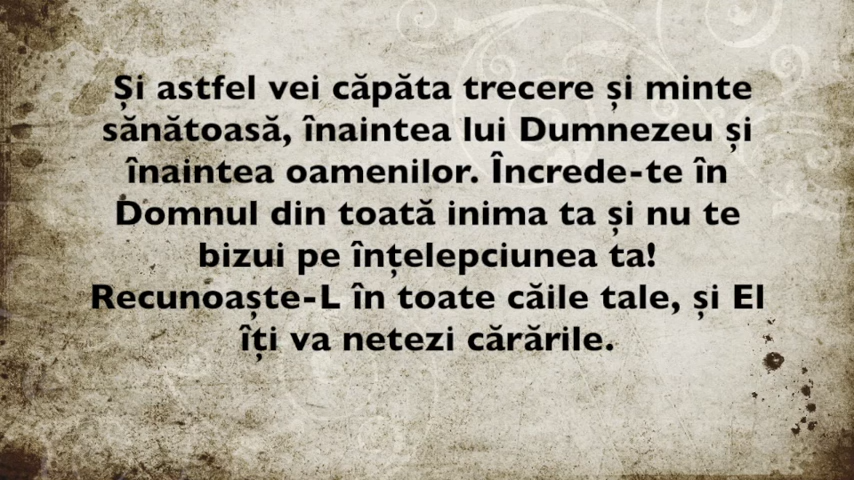 Și astfel vei căpăta trecere și minte
sănătoasă, înaintea lui Dumnezeu și
înaintea oamenilor. Încrede-te în
Domnul din toată inima ta și nu te
bizui pe înțelepciunea ta!
Recunoaște-L în toate căile tale, și El
îți va netezi cărările.